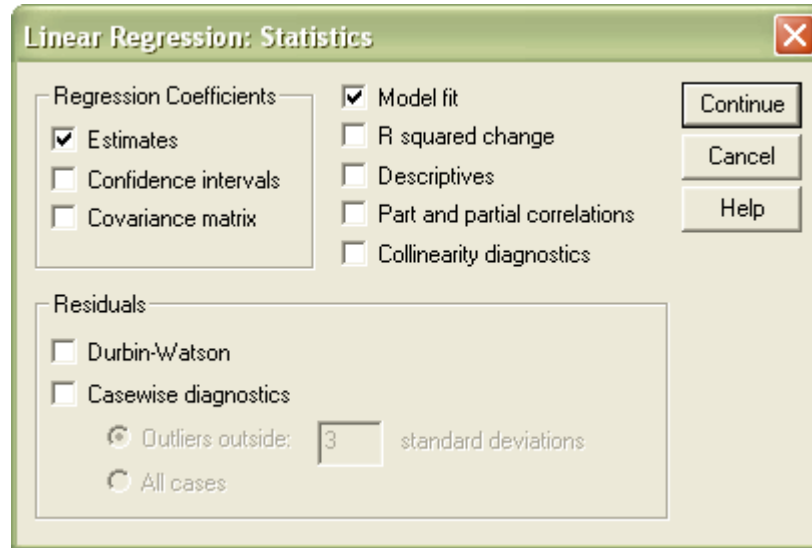 Linear Regression: Statistics
Regression Coefficients
Estimates
Confidence intervals
Covariance matrix
Model fit
R squared change
Descriptives
Part and partial correlations
Collinearity diagnostics
Continue
Cancel
Help
Residuals
Durbin-Watson
Casewise diagnostics
Outliers outside: 3 standard deviations
All cases